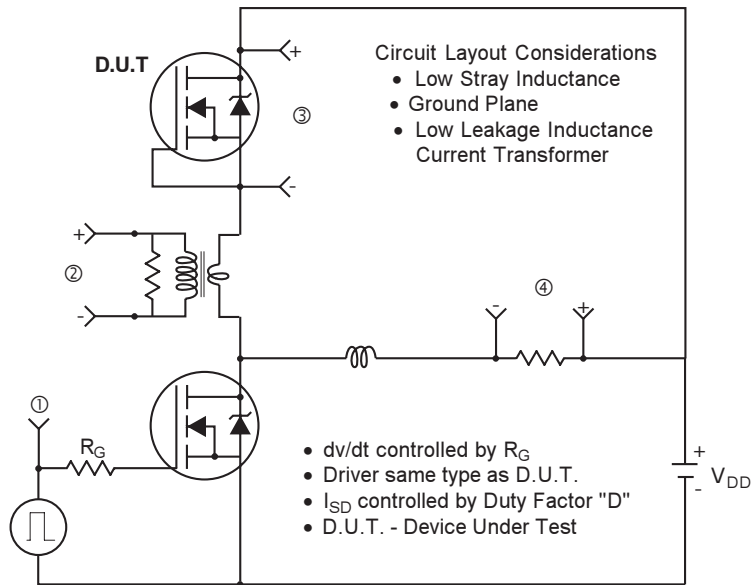 D.U.T
+
-
③
Circuit Layout Considerations
• Low Stray Inductance
• Ground Plane
• Low Leakage Inductance
Current Transformer
+
②
-
④
-
+
①
R_G
• dv/dt controlled by R_G
• Driver same type as D.U.T.
• I_SD controlled by Duty Factor "D"
• D.U.T. - Device Under Test
+
-
V_DD